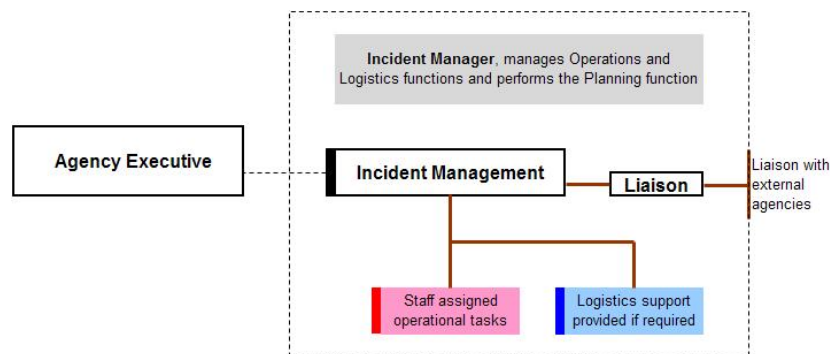 Incident Manager, manages Operations and
Logistics functions and performs the Planning function
Agency Executive
Incident Management
Liaison
Liaison with
external
agencies
Staff assigned
operational tasks
Logistics support
provided if required